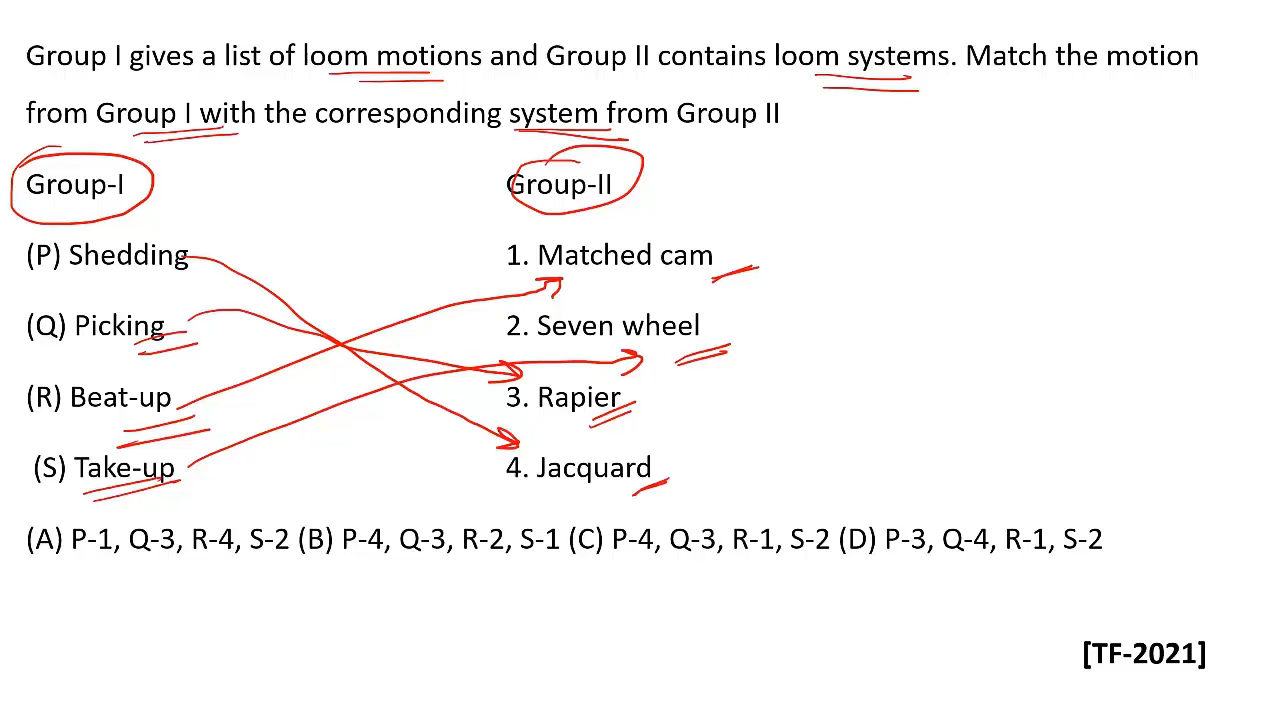 Group I gives a list of loom motions and Group II contains loom systems. Match the motion
from Group I with the corresponding system from Group II
Group-I Group-II
(P) Shedding 1. Matched cam
(Q) Picking 2. Seven wheel
(R) Beat-up 3. Rapier
(S) Take-up 4. Jacquard
(A) P-1, Q-3, R-4, S-2 (B) P-4, Q-3, R-2, S-1 (C) P-4, Q-3, R-1, S-2 (D) P-3, Q-4, R-1, S-2
[TF-2021]